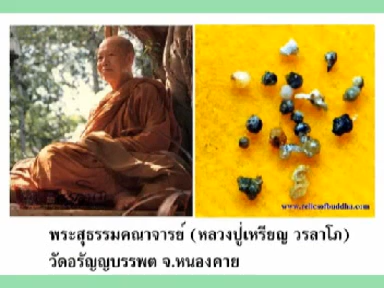 www.relicofbuddha.com
พระสุธรรมคณาจารย์ (หลวงปู่เหรียญ วรลาโภ)
วัดอรัญญบรรพต จ.หนองคาย